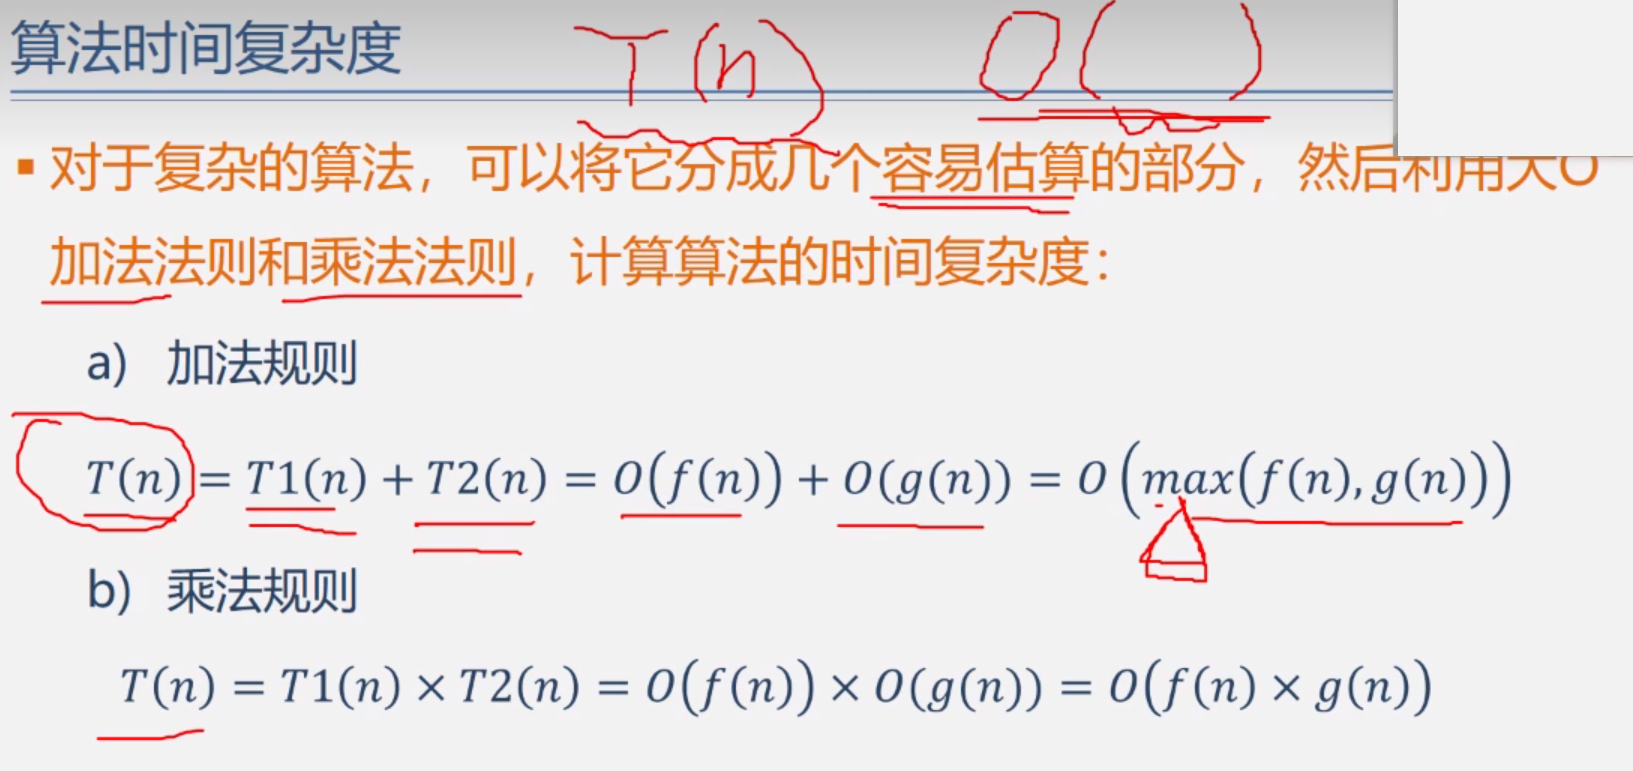 算法时间复杂度 T(n) O( )
▪ 对于复杂的算法，可以将它分成几个容易估算的部分，然后利用大O
加法法则和乘法法则，计算算法的时间复杂度：
a) 加法规则
T(n) = T1(n) + T2(n) = O(f(n)) + O(g(n)) = O(max(f(n), g(n)))
b) 乘法规则
T(n) = T1(n) × T2(n) = O(f(n)) × O(g(n)) = O(f(n) × g(n))